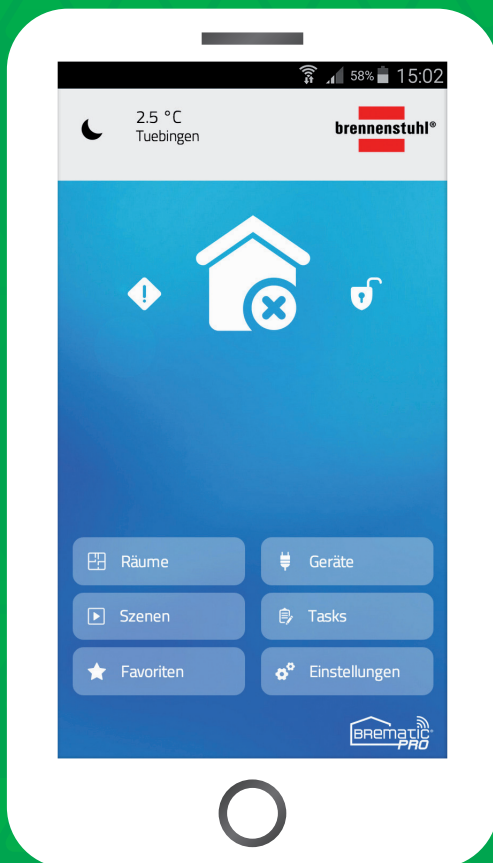 58% 15:02
2.5 °C
Tuebingen
brennenstuhl®
Räume
Geräte
Szenen
Tasks
Favoriten
Einstellungen
BREMATIC®
PRO